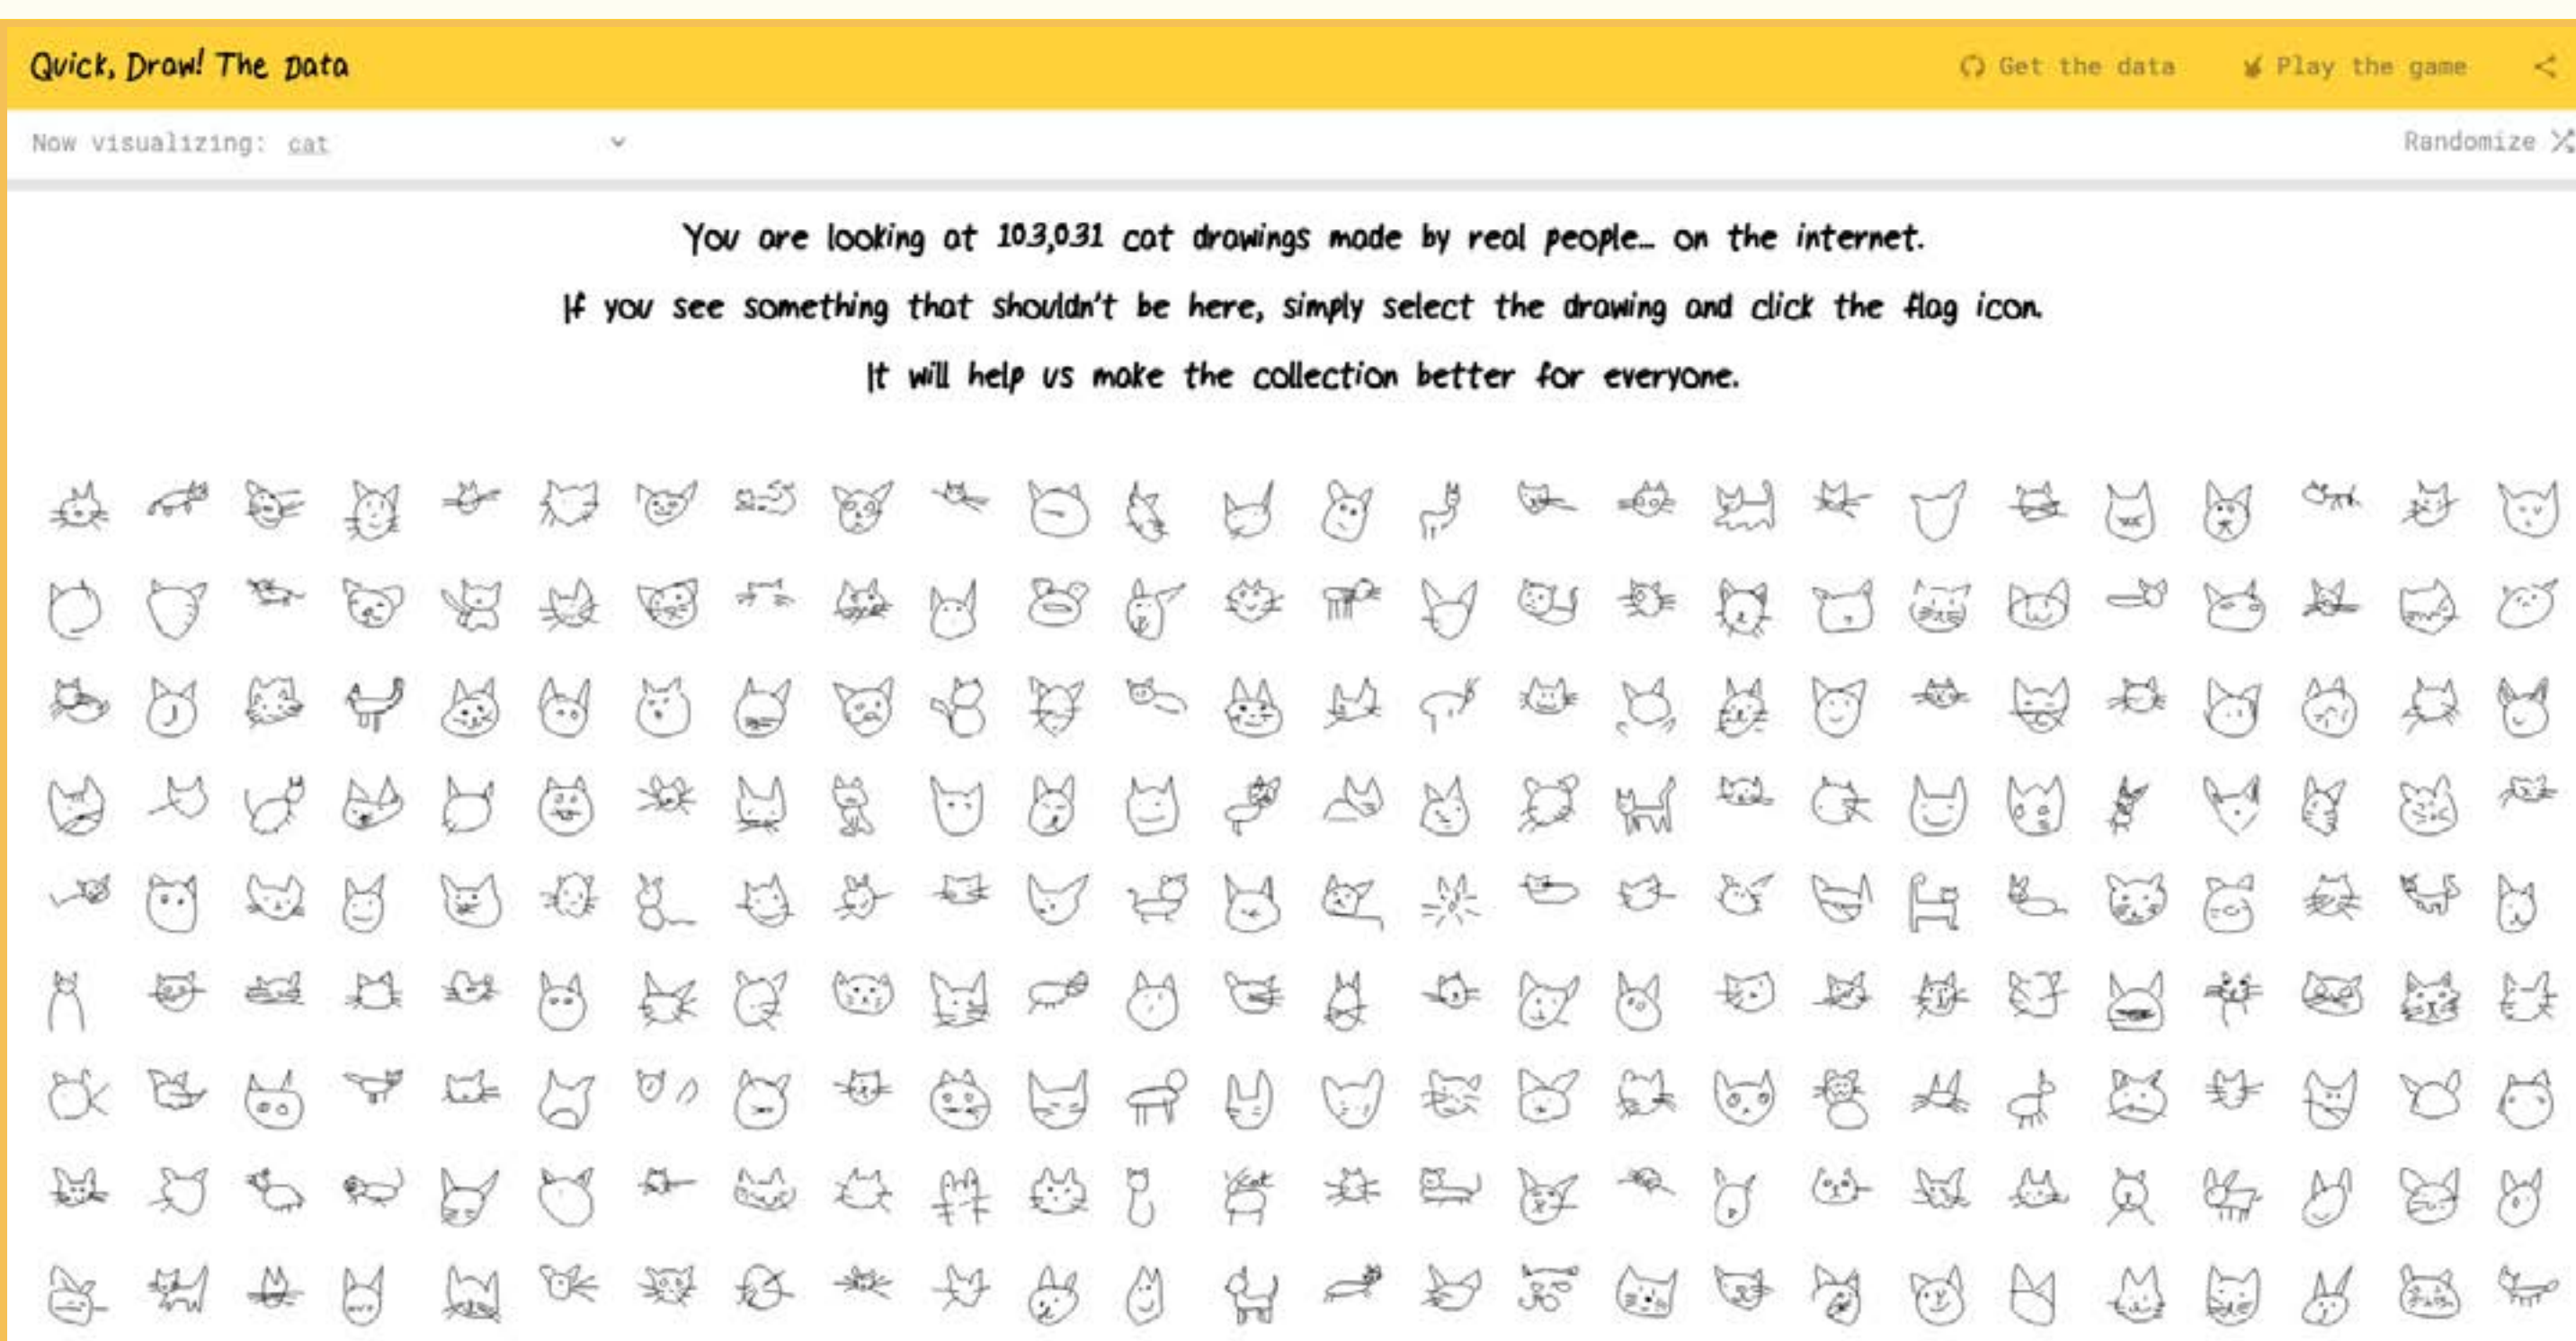 Quick, Draw! The Data
Get the data
Play the game
Now visualizing: cat
Randomize
You are looking at 103,031 cat drawings made by real people... on the internet.
If you see something that shouldn't be here, simply select the drawing and click the flag icon.
It will help us make the collection better for everyone.
cat